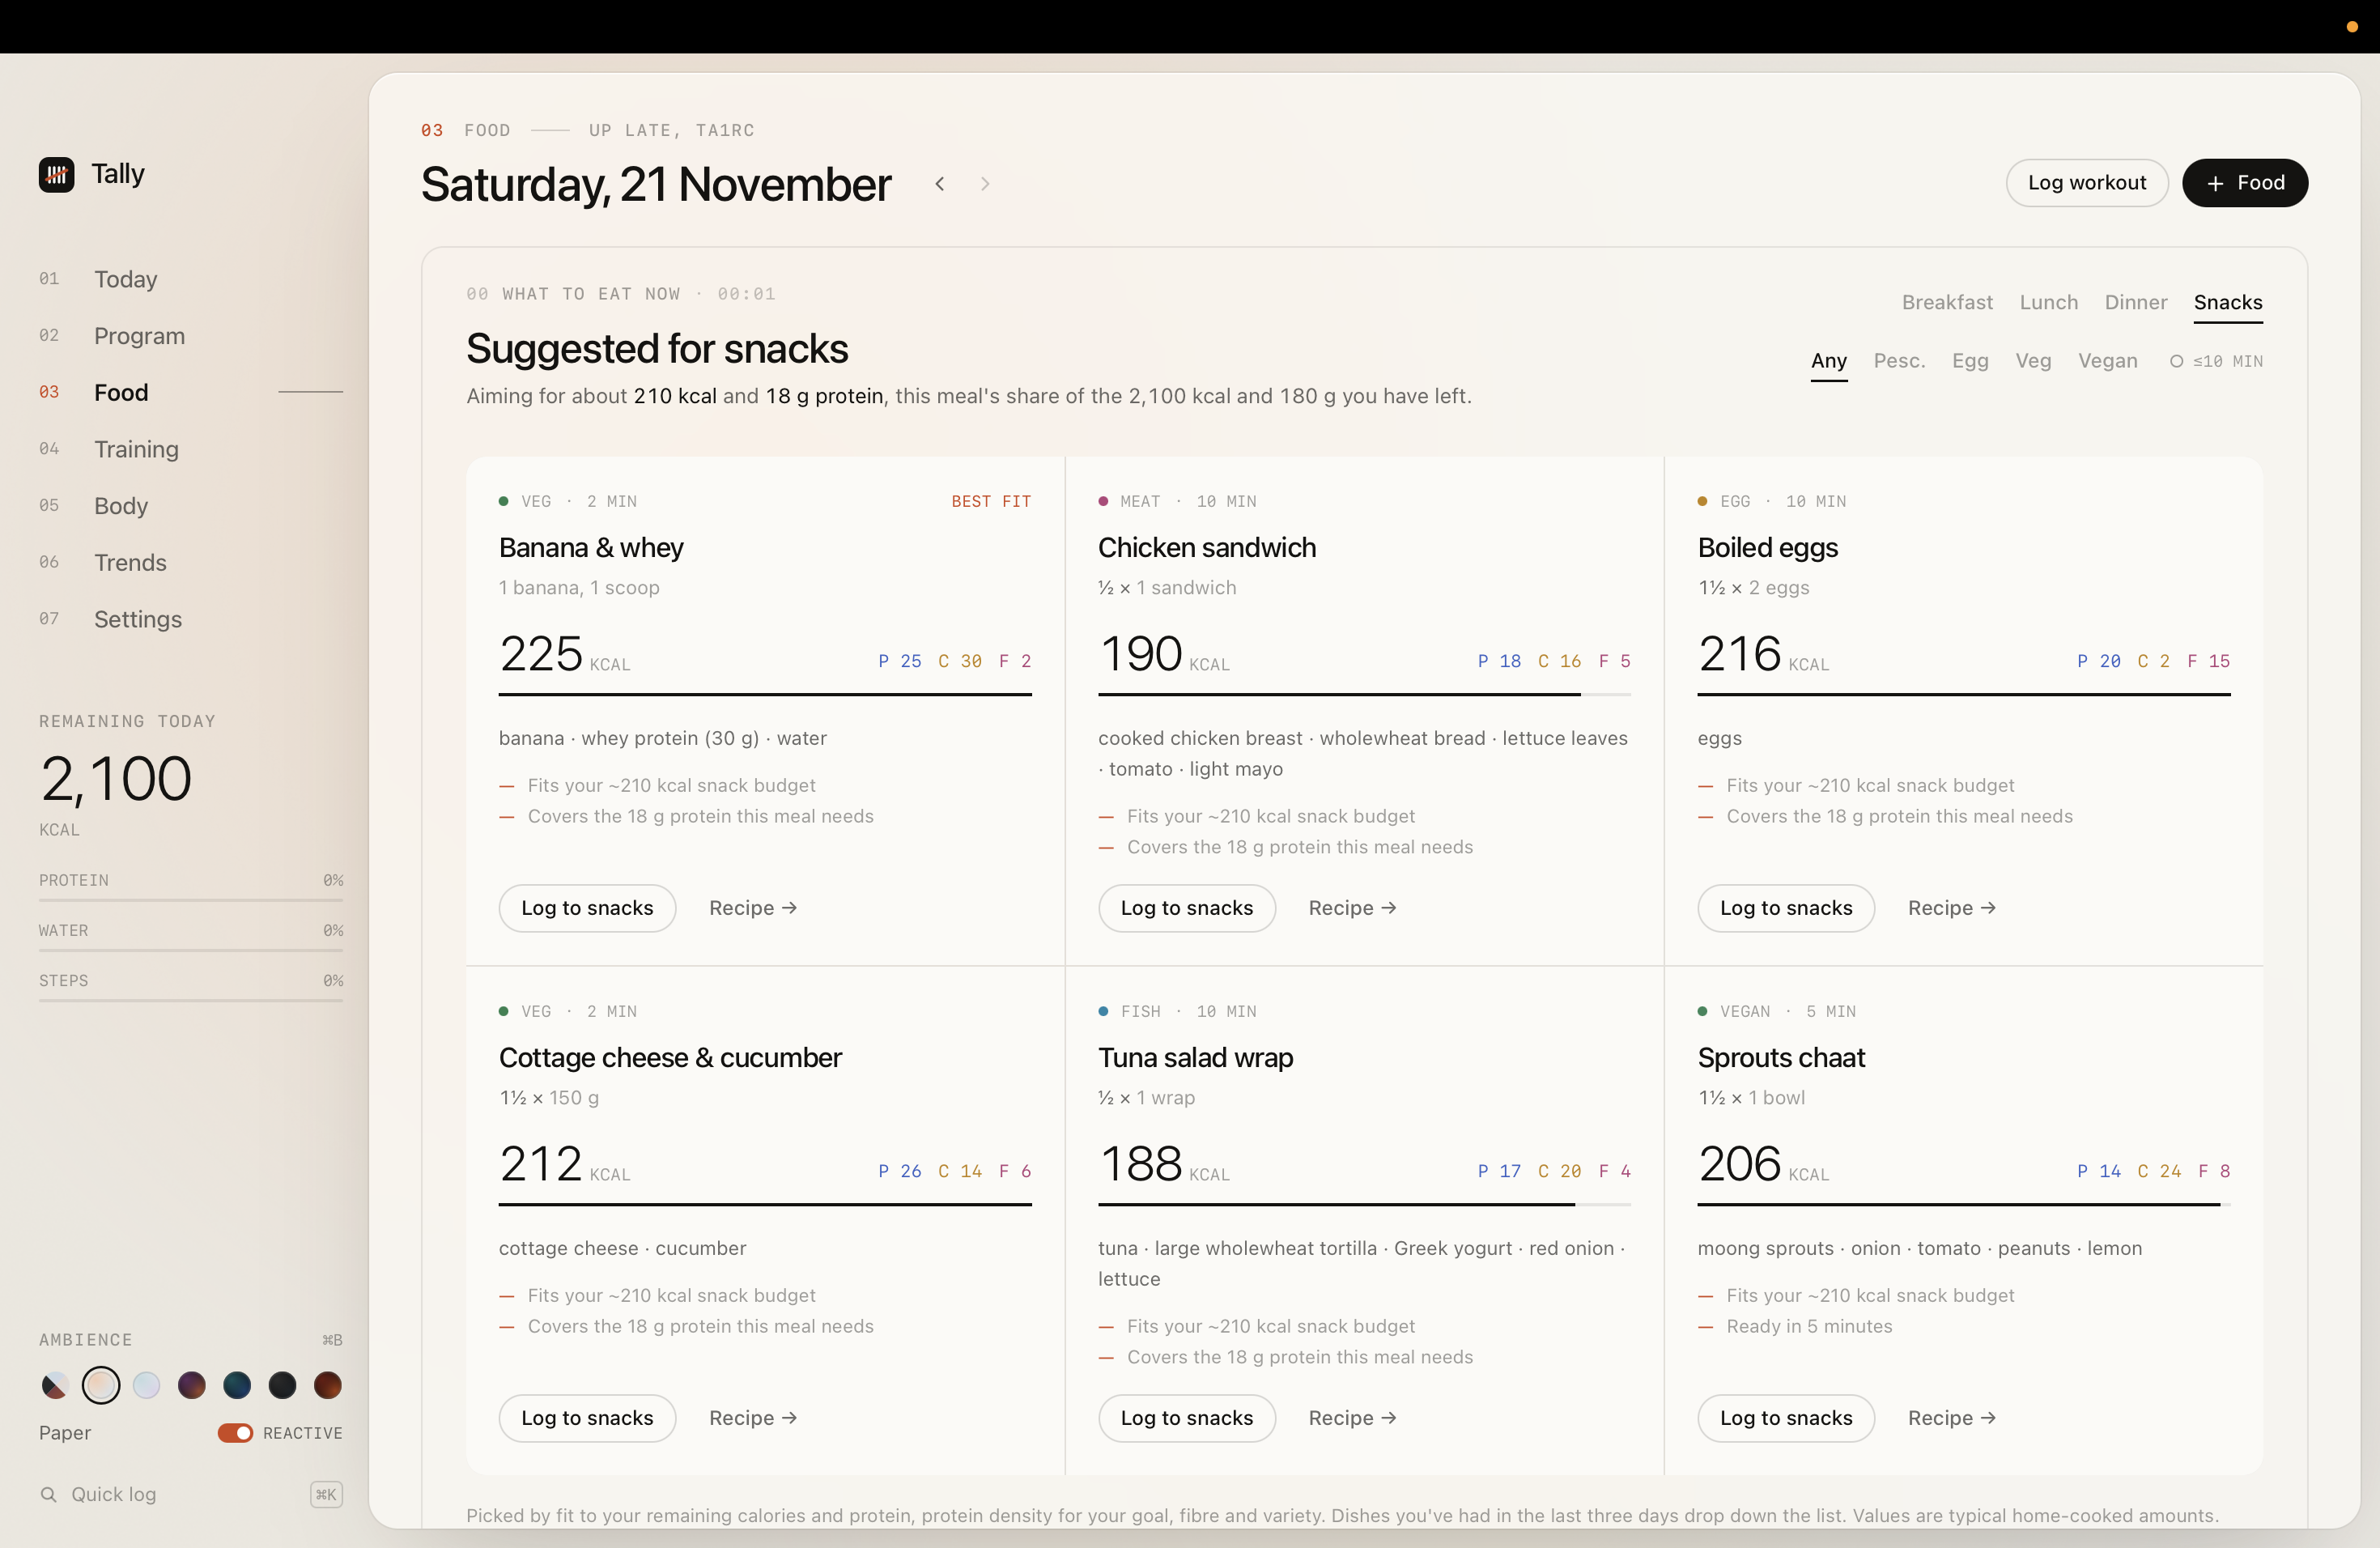 Tally
01 Today
02 Program
03 Food
04 Training
05 Body
06 Trends
07 Settings
REMAINING TODAY
2,100
KCAL
PROTEIN 0%
WATER 0%
STEPS 0%
AMBIENCE ⌘B
Paper REACTIVE
Quick log ⌘K
03 FOOD UP LATE, TA1RC
Saturday, 21 November
Log workout
+ Food
00 WHAT TO EAT NOW · 00:01
Suggested for snacks
Aiming for about 210 kcal and 18 g protein, this meal's share of the 2,100 kcal and 180 g you have left.
Breakfast Lunch Dinner Snacks
Any Pesc. Egg Veg Vegan ≤10 MIN
VEG · 2 MIN BEST FIT
Banana & whey
1 banana, 1 scoop
225 KCAL P 25 C 30 F 2
banana · whey protein (30 g) · water
— Fits your ~210 kcal snack budget
— Covers the 18 g protein this meal needs
Log to snacks Recipe →
MEAT · 10 MIN
Chicken sandwich
½ × 1 sandwich
190 KCAL P 18 C 16 F 5
cooked chicken breast · wholewheat bread · lettuce leaves
· tomato · light mayo
— Fits your ~210 kcal snack budget
— Covers the 18 g protein this meal needs
Log to snacks Recipe →
EGG · 10 MIN
Boiled eggs
1½ × 2 eggs
216 KCAL P 20 C 2 F 15
eggs
— Fits your ~210 kcal snack budget
— Covers the 18 g protein this meal needs
Log to snacks Recipe →
VEG · 2 MIN
Cottage cheese & cucumber
1½ × 150 g
212 KCAL P 26 C 14 F 6
cottage cheese · cucumber
— Fits your ~210 kcal snack budget
— Covers the 18 g protein this meal needs
Log to snacks Recipe →
FISH · 10 MIN
Tuna salad wrap
½ × 1 wrap
188 KCAL P 17 C 20 F 4
tuna · large wholewheat tortilla · Greek yogurt · red onion ·
lettuce
— Fits your ~210 kcal snack budget
— Covers the 18 g protein this meal needs
Log to snacks Recipe →
VEGAN · 5 MIN
Sprouts chaat
1½ × 1 bowl
206 KCAL P 14 C 24 F 8
moong sprouts · onion · tomato · peanuts · lemon
— Fits your ~210 kcal snack budget
— Ready in 5 minutes
Log to snacks Recipe →
Picked by fit to your remaining calories and protein, protein density for your goal, fibre and variety. Dishes you've had in the last three days drop down the list. Values are typical home-cooked amounts.